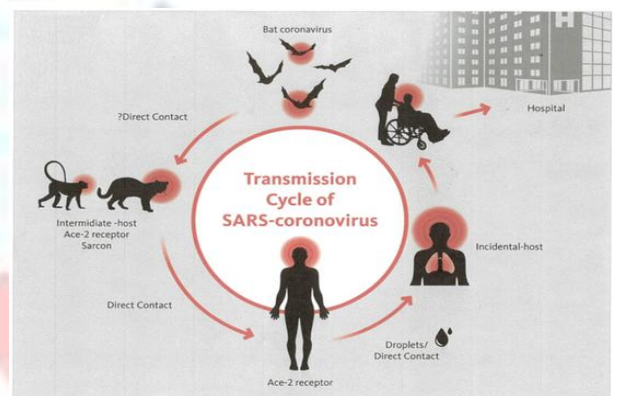 Bat coronavirus
H
?Direct Contact
Hospital
Transmission
Cycle of
SARS-coronovirus
Intermidiate -host
Ace-2 receptor
Sarcon
Incidental-host
Direct Contact
Droplets/
Direct Contact
Ace-2 receptor